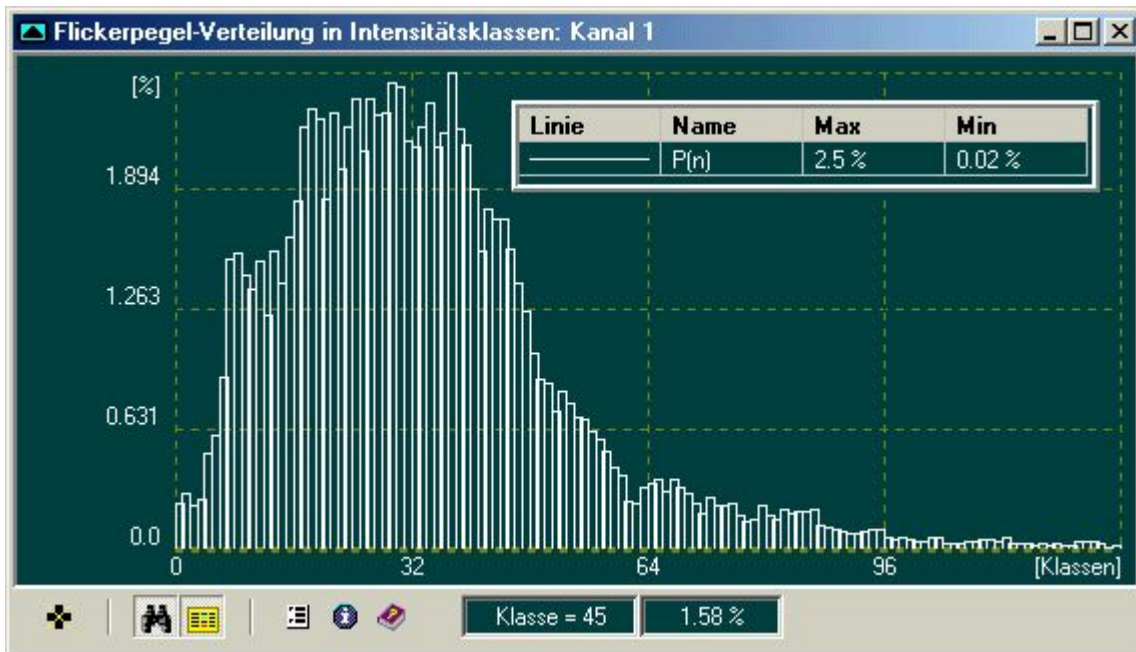 Flickerpegel-Verteilung in Intensitätsklassen: Kanal 1
[%]
Linie Name Max Min
P(n) 2.5 % 0.02 %
1.894
1.263
0.631
0.0
0 32 64 96 [Klassen]
Klasse = 45 1.58 %